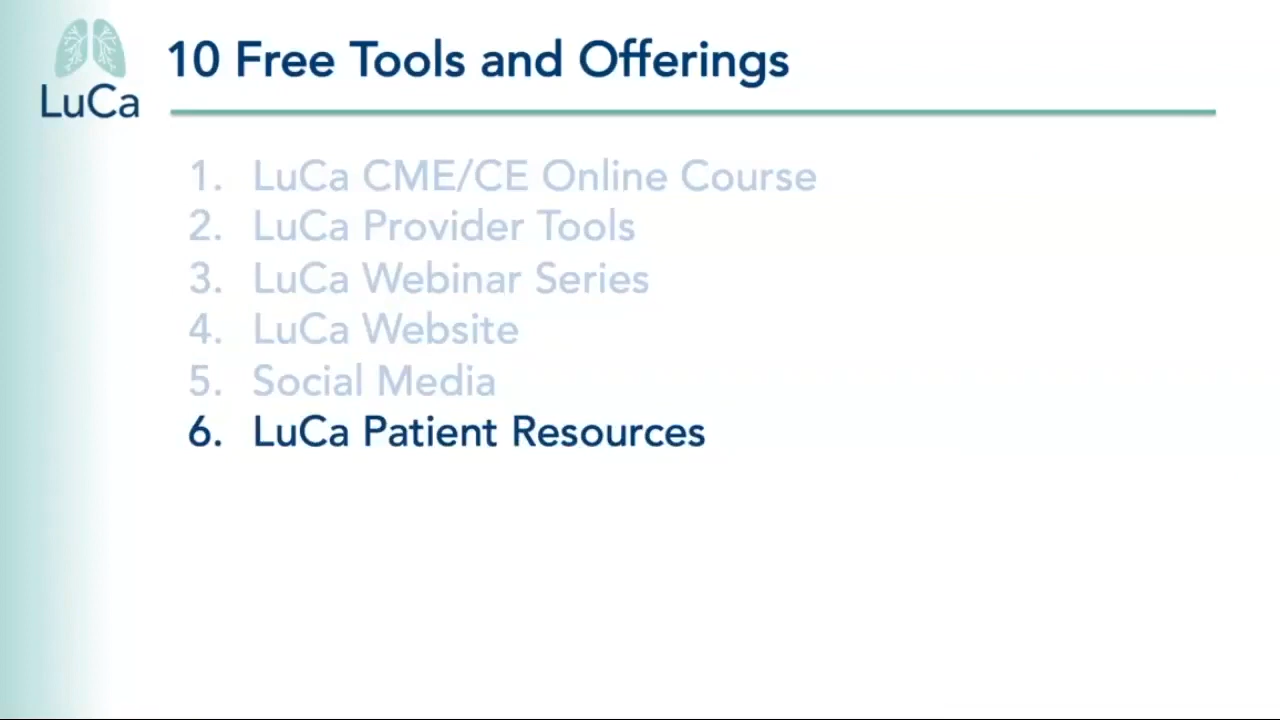 LuCa
10 Free Tools and Offerings
1. LuCa CME/CE Online Course
2. LuCa Provider Tools
3. LuCa Webinar Series
4. LuCa Website
5. Social Media
6. LuCa Patient Resources